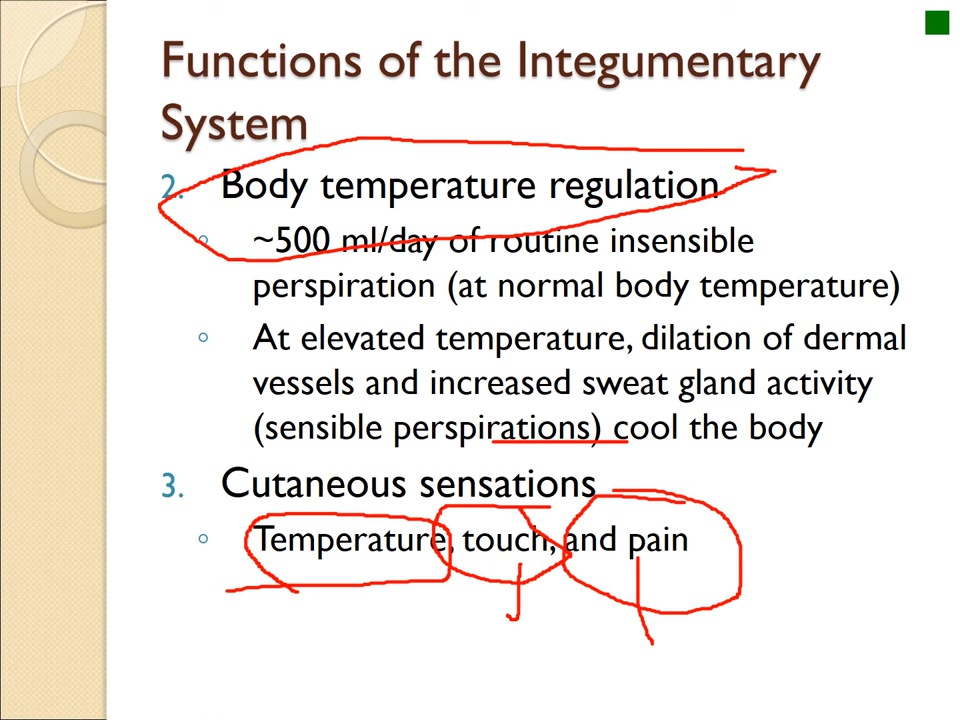 Functions of the Integumentary
System
2. Body temperature regulation
~500 ml/day of routine insensible
perspiration (at normal body temperature)
At elevated temperature, dilation of dermal
vessels and increased sweat gland activity
(sensible perspirations) cool the body
3. Cutaneous sensations
Temperature, touch, and pain